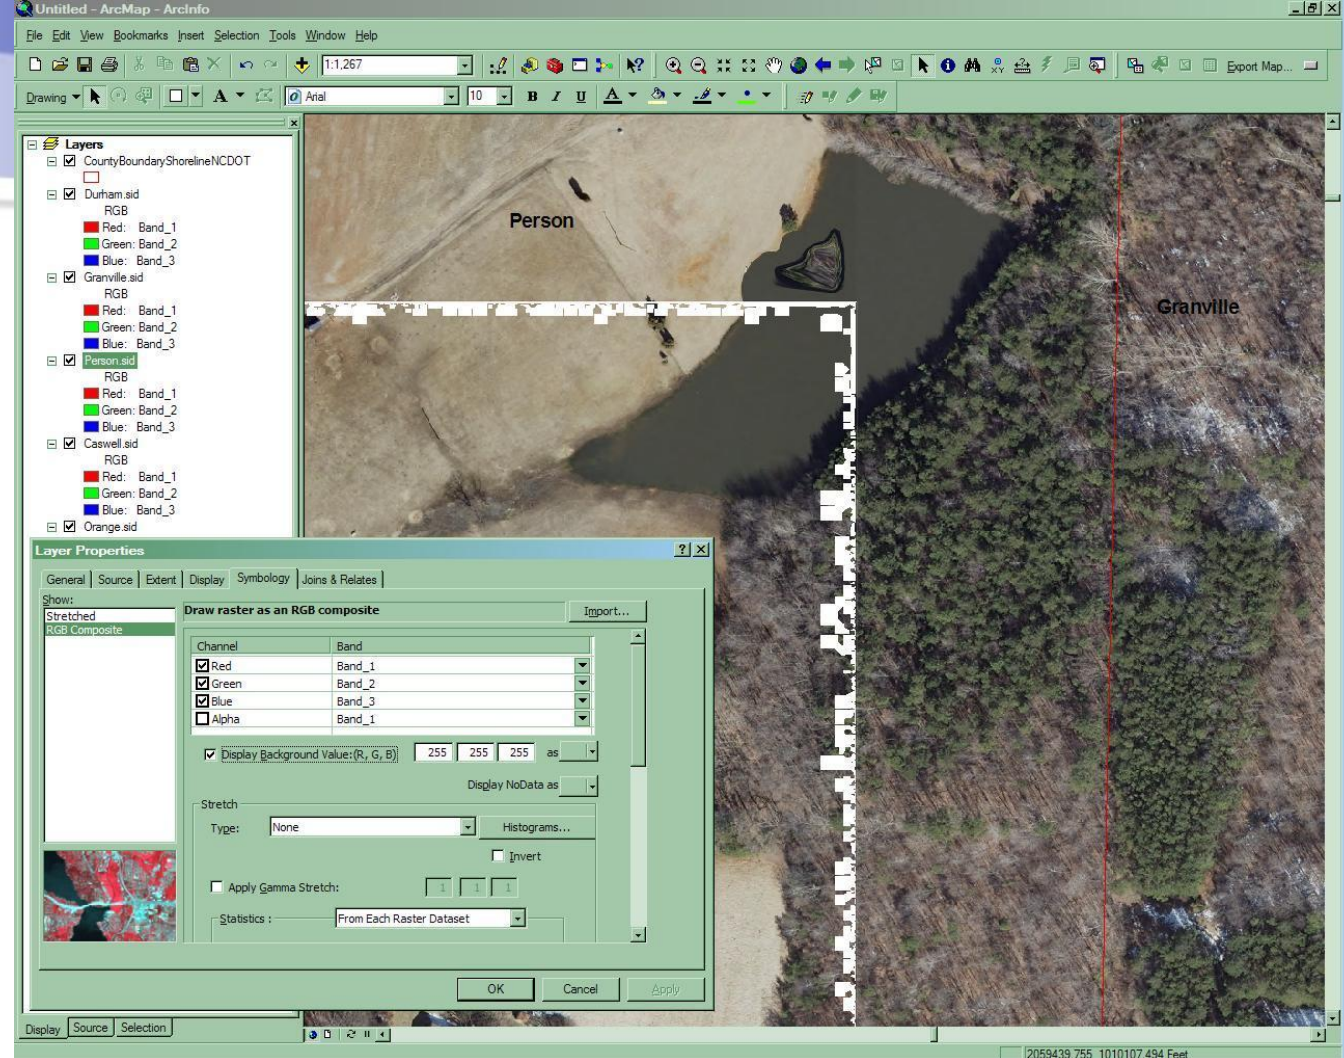 Untitled - ArcMap - ArcInfo
File Edit View Bookmarks Insert Selection Tools Window Help
1:1,267
Export Map...
Drawing A Arial 10 B I U A
Layers
CountyBoundaryShorelineNCDOT
Durham.sid
RGB
Red: Band_1
Green: Band_2
Blue: Band_3
Granville.sid
RGB
Red: Band_1
Green: Band_2
Blue: Band_3
Person.sid
RGB
Red: Band_1
Green: Band_2
Blue: Band_3
Caswell.sid
RGB
Red: Band_1
Green: Band_2
Blue: Band_3
Orange.sid
Person
Granville
Layer Properties
General Source Extent Display Symbology Joins & Relates
Show:
Stretched
RGB Composite
Draw raster as an RGB composite
Import...
Channel Band
Red Band_1
Green Band_2
Blue Band_3
Alpha Band_1
Display Background Value:(R, G, B) 255 255 255 as
Display NoData as
Stretch
Type: None Histograms...
Invert
Apply Gamma Stretch: 1 1 1
Statistics : From Each Raster Dataset
OK Cancel Apply
Display Source Selection
2059439.755 1010107.494 Feet